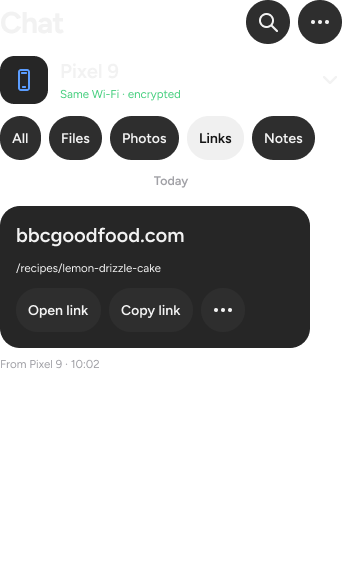 Chat
Pixel 9
Same Wi-Fi · encrypted
All Files Photos Links Notes
Today
bbcgoodfood.com
/recipes/lemon-drizzle-cake
Open link Copy link
From Pixel 9 · 10:02